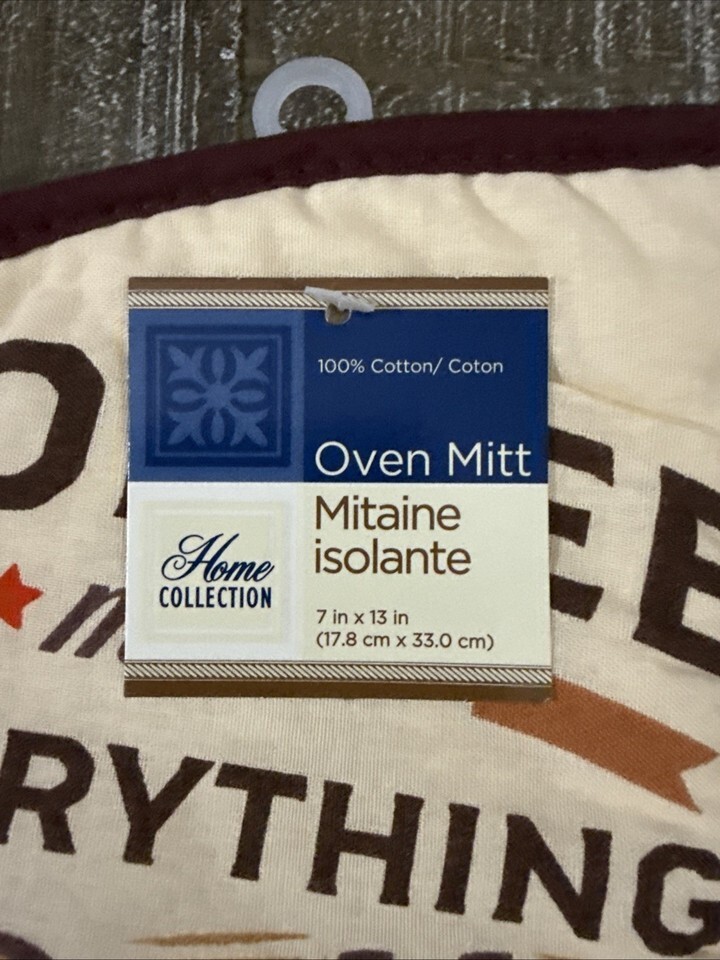 100% Cotton/ Coton
Oven Mitt
Mitaine
isolante
Home
COLLECTION
7 in x 13 in
(17.8 cm x 33.0 cm)
EE
RYTHING